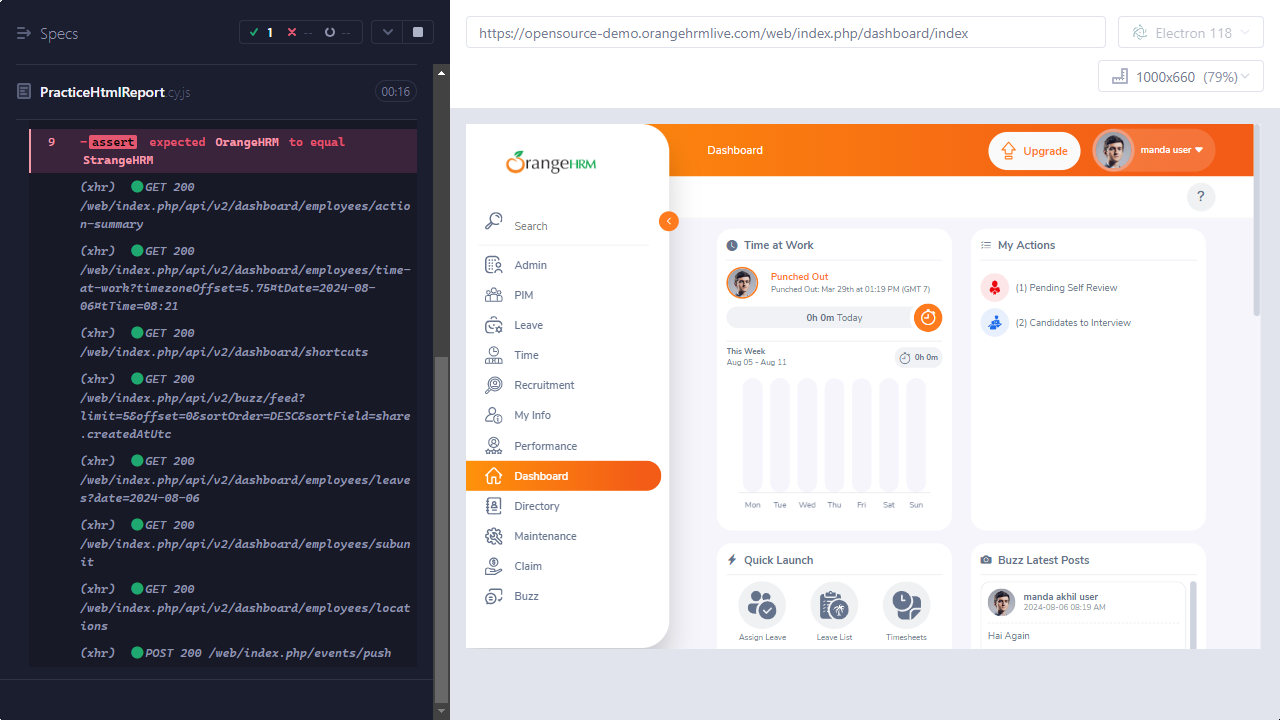 Specs
1
--
--
PracticeHtmlReport.cy.js
00:16
9 -assert expected OrangeHRM to equal
StrangeHRM
(xhr) GET 200
/web/index.php/api/v2/dashboard/employees/actio
n-summary
(xhr) GET 200
/web/index.php/api/v2/dashboard/employees/time-
at-work?timezoneOffset=5.75¤tDate=2024-08-
06¤tTime=08:21
(xhr) GET 200
/web/index.php/api/v2/dashboard/shortcuts
(xhr) GET 200
/web/index.php/api/v2/buzz/feed?
limit=5&offset=0&sortOrder=DESC&sortField=share
.createdAtUtc
(xhr) GET 200
/web/index.php/api/v2/dashboard/employees/leave
s?date=2024-08-06
(xhr) GET 200
/web/index.php/api/v2/dashboard/employees/subun
it
(xhr) GET 200
/web/index.php/api/v2/dashboard/employees/locat
ions
(xhr) POST 200 /web/index.php/events/push
https://opensource-demo.orangehrmlive.com/web/index.php/dashboard/index
Electron 118
1000x660 (79%)
OrangeHRM
Search
Admin
PIM
Leave
Time
Recruitment
My Info
Performance
Dashboard
Directory
Maintenance
Claim
Buzz
Dashboard
Upgrade
manda user
?
Time at Work
Punched Out
Punched Out: Mar 29th at 01:19 PM (GMT 7)
0h 0m Today
This Week
Aug 05 - Aug 11
0h 0m
Mon Tue Wed Thu Fri Sat Sun
My Actions
(1) Pending Self Review
(2) Candidates to Interview
Quick Launch
Assign Leave
Leave List
Timesheets
Buzz Latest Posts
manda akhil user
2024-08-06 08:19 AM
Hai Again